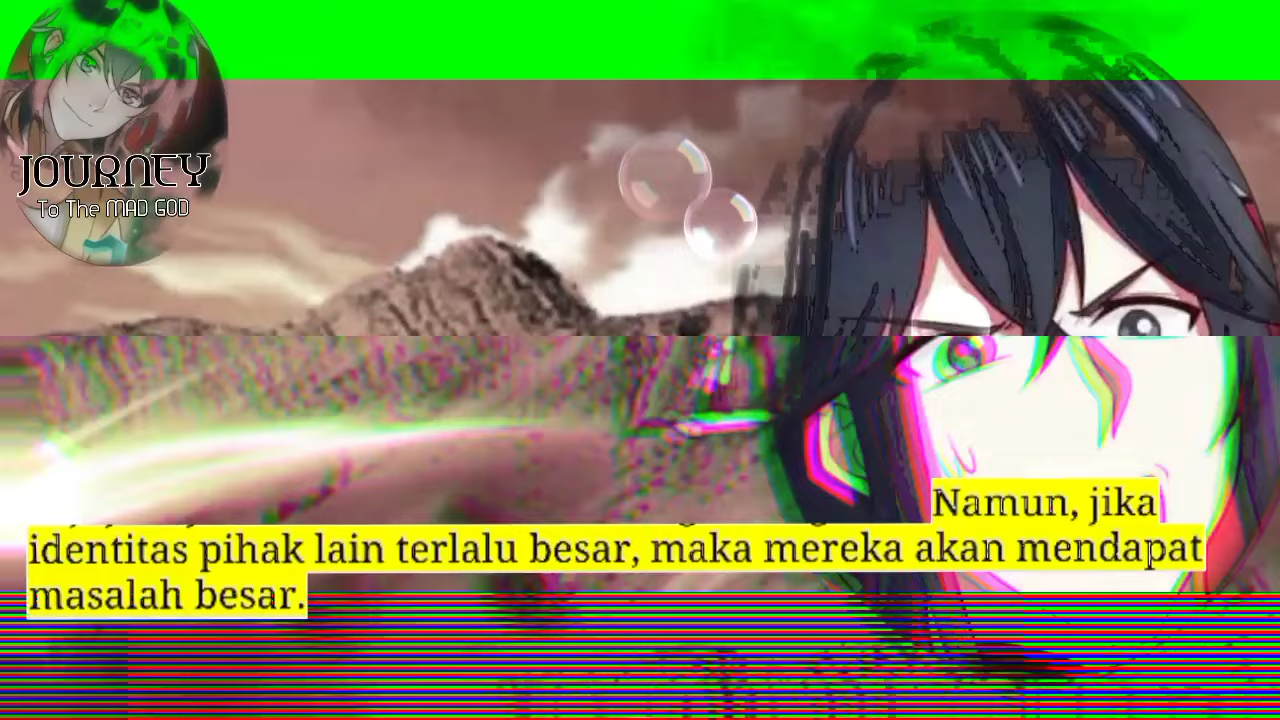 JOURNEY
To The MAD GOD
Namun, jika
identitas pihak lain terlalu besar, maka mereka akan mendapat
masalah besar.